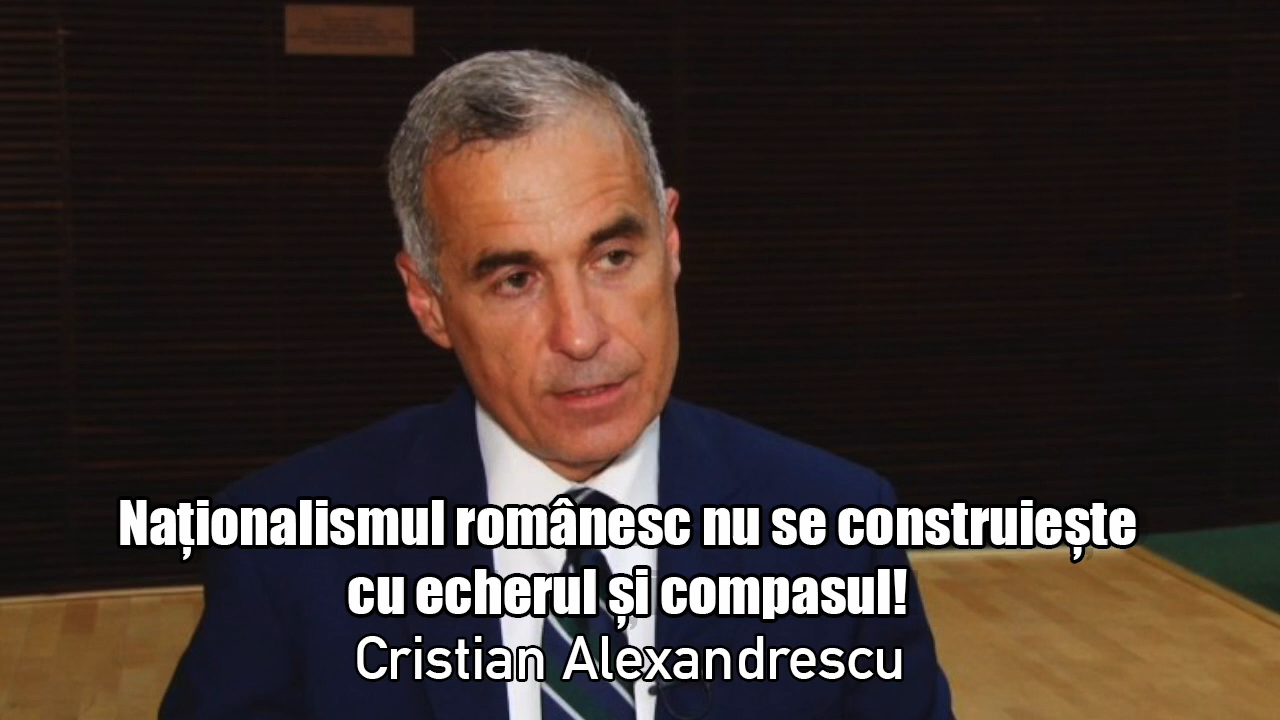 Naționalismul românesc nu se construiește
cu echerul și compasul!
Cristian Alexandrescu